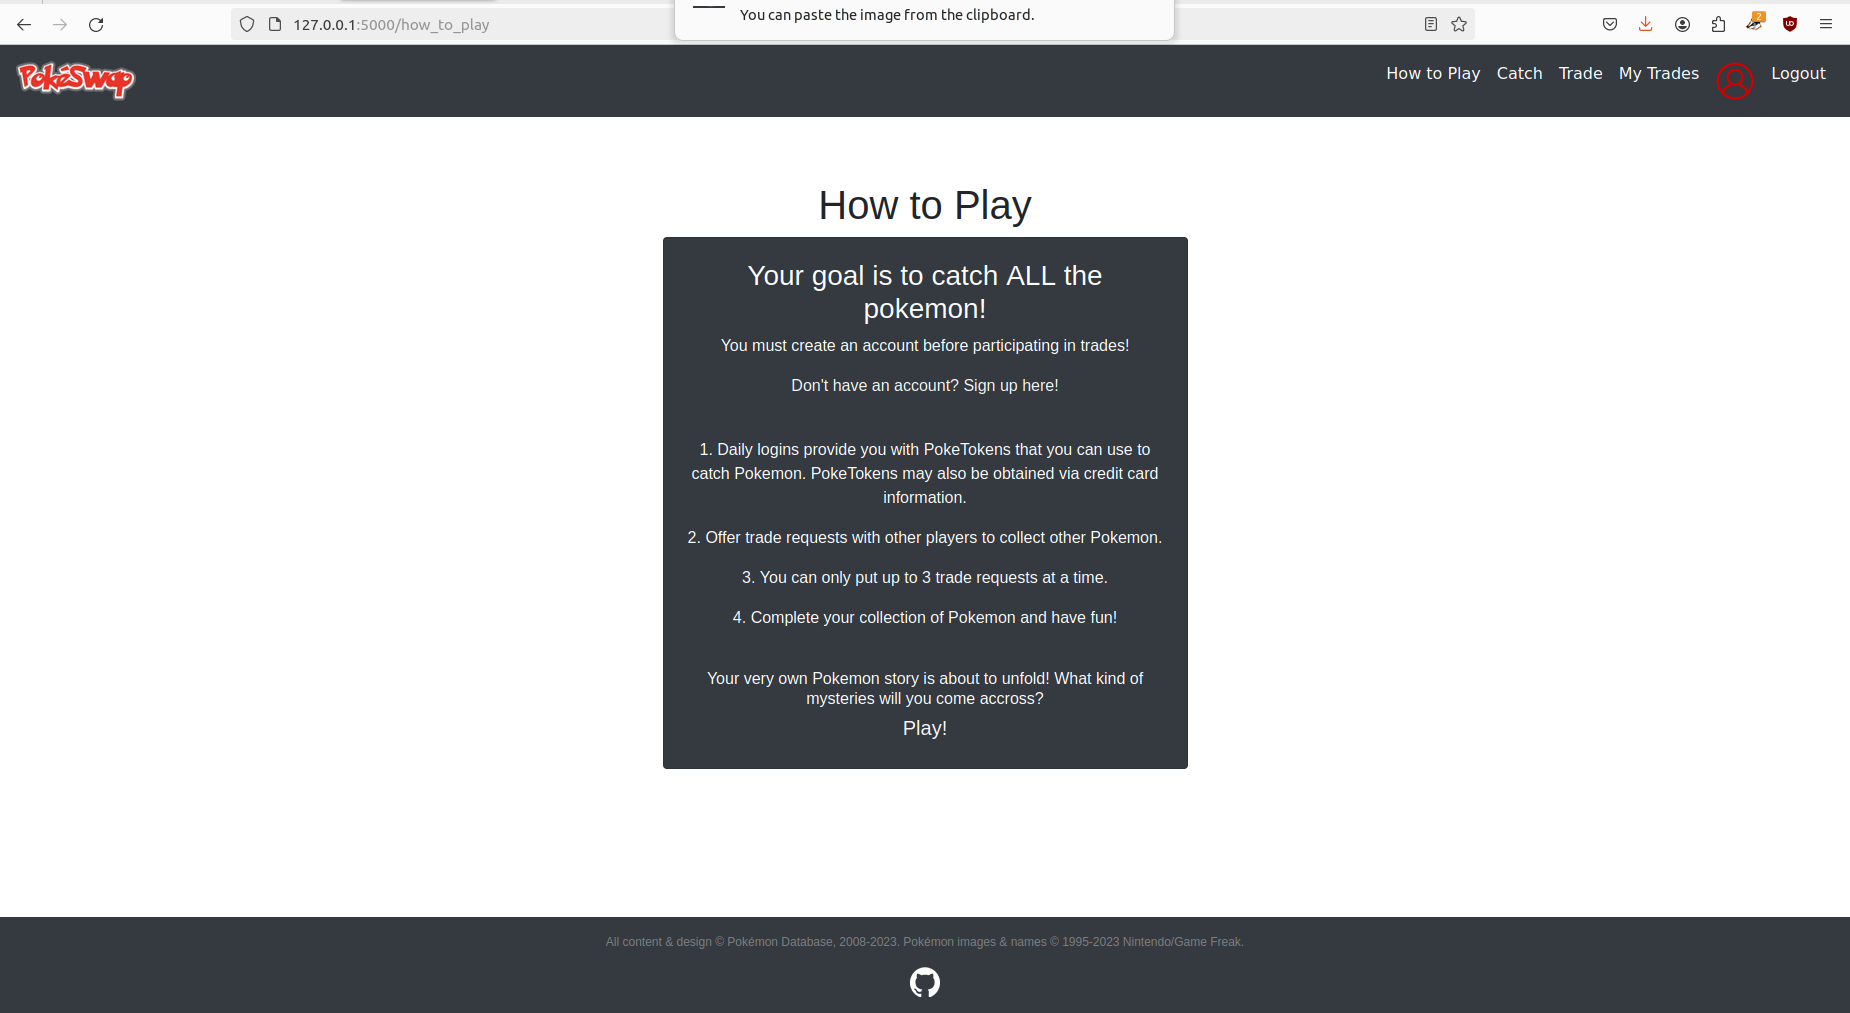 You can paste the image from the clipboard.
127.0.0.1:5000/how_to_play
2
PokéSwap
How to Play
Catch
Trade
My Trades
Logout
How to Play
Your goal is to catch ALL the
pokemon!
You must create an account before participating in trades!
Don't have an account? Sign up here!
1. Daily logins provide you with PokeTokens that you can use to
catch Pokemon. PokeTokens may also be obtained via credit card
information.
2. Offer trade requests with other players to collect other Pokemon.
3. You can only put up to 3 trade requests at a time.
4. Complete your collection of Pokemon and have fun!
Your very own Pokemon story is about to unfold! What kind of
mysteries will you come accross?
Play!
All content & design © Pokémon Database, 2008-2023. Pokémon images & names © 1995-2023 Nintendo/Game Freak.